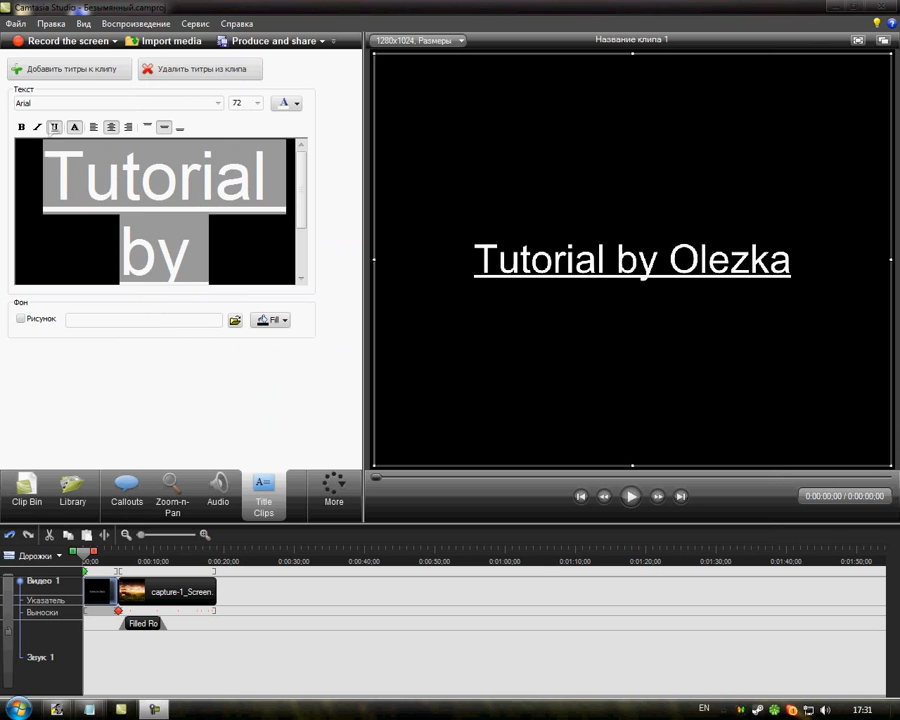 Camtasia Studio - Безымянный.camproj
Файл Правка Вид Воспроизведение Сервис Справка
Record the screen Import media Produce and share
1280x1024, Размеры
Название клипа 1
Добавить титры к клипу
Удалить титры из клипа
Текст
Arial
72
A
B I U A
Tutorial
by
Фон
Рисунок
Fill
Tutorial by Olezka
Clip Bin
Library
Callouts
Zoom-n-
Pan
Audio
Title
Clips
More
0:00:00;00 / 0:00:00;00
Дорожки
00:00 0:00:10;00 0:00:20;00 0:00:30;00 0:00:40;00 0:00:50;00 0:01:00;00 0:01:10;00 0:01:20;00 0:01:30;00 0:01:40;00 0:01:50;00
Видео 1
capture-1_Screen.
Указатель
Выноски
Filled Ro
Звук 1
EN
17:31